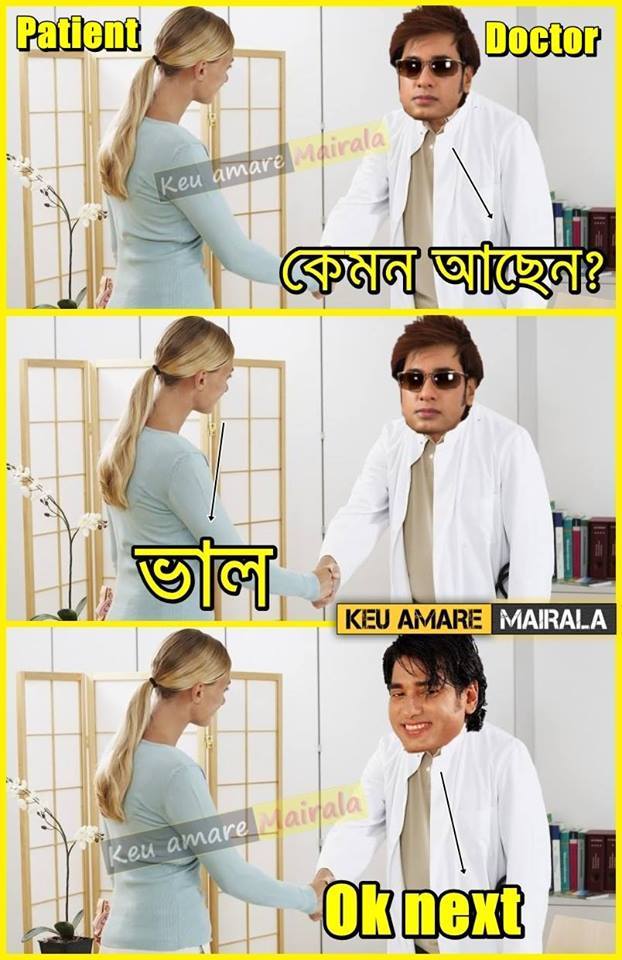 Patient Doctor
Keu amare Mairala
কেমন আছেন?
ভাল
KEU AMARE MAIRALA
Keu amare Mairala
Ok next